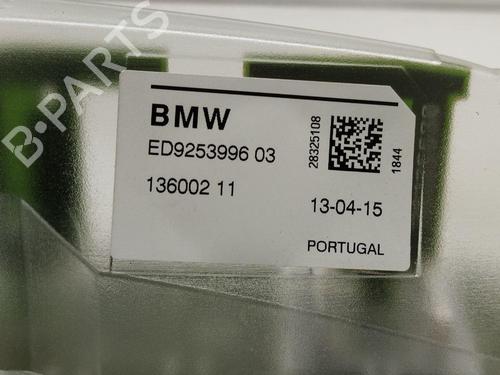 BMW
ED9253996 03
136002 11
28325108
1844
13-04-15
PORTUGAL
B-PARTS